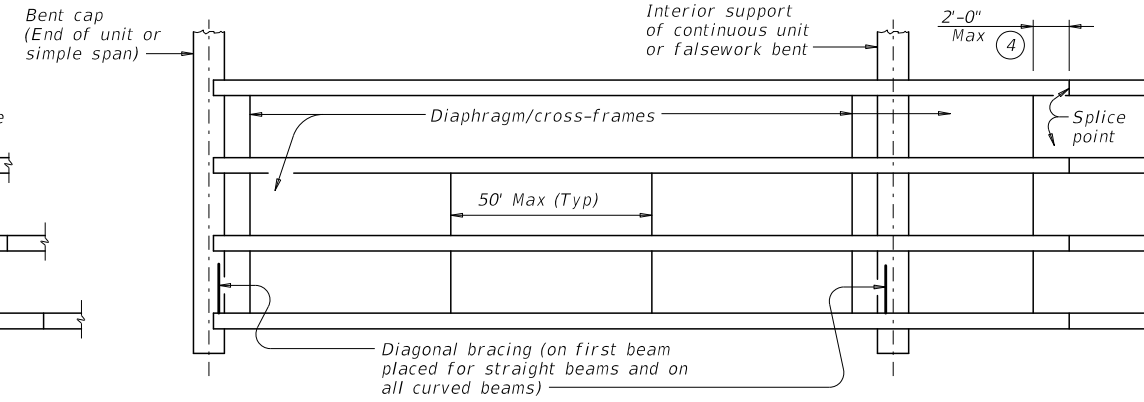 Bent cap
(End of unit or
simple span)
Interior support
of continuous unit
or falsework bent
2'-0"
Max
4
e
Diaphragm/cross-frames
Splice
point
50' Max (Typ)
Diagonal bracing (on first beam
placed for straight beams and on
all curved beams)